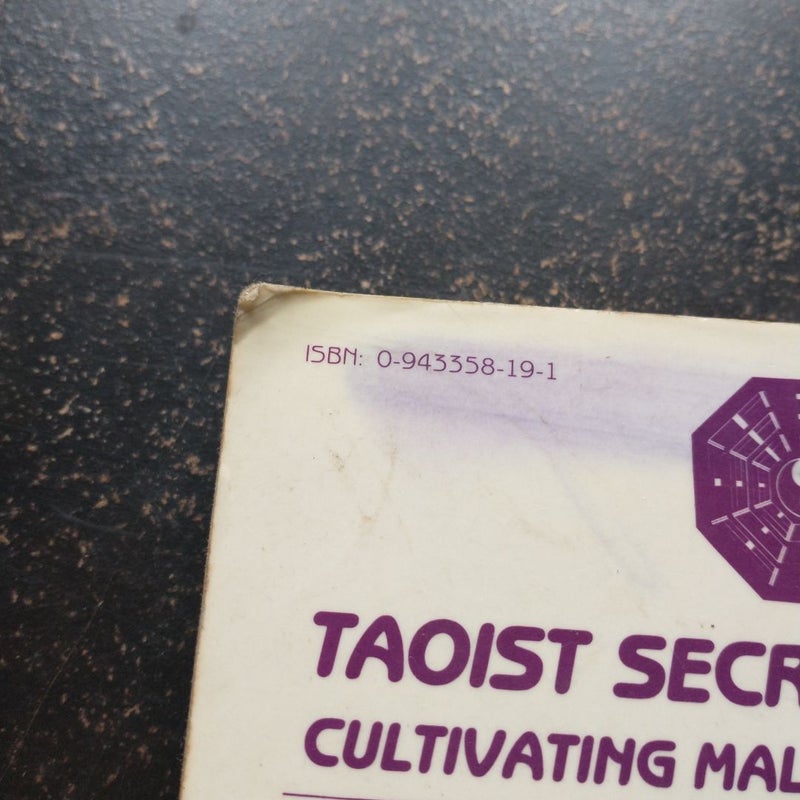 ISBN: 0-943358-19-1
TAOIST SECR
CULTIVATING MAL